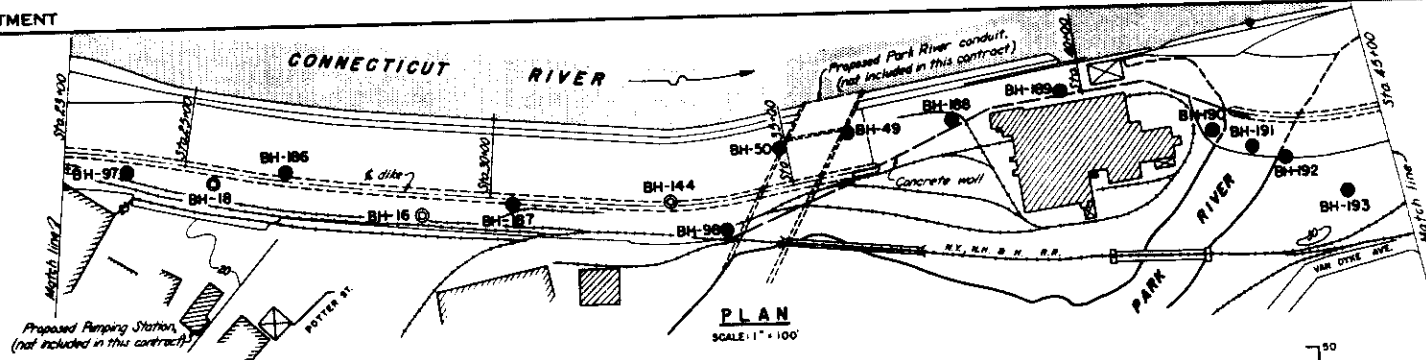 TMENT
CONNECTICUT RIVER
Proposed Park River conduit.
(not included in this contract)
Sta. 23+00
Sta. 25+00
Sta. 30+00
35+00
Sta.
40+00
Sta.
Sta. 45+00
BH-97
BH-186
BH-18
₵ dike
BH-16
BH-187
BH-144
BH-50
BH-49
BH-98
BH-188
BH-189
BH-190
BH-191
BH-192
BH-193
Concrete wall
N.Y., N.H. & H. R.R.
PARK RIVER
VAN DYKE AVE.
Match line
Match line 2
20
POTTER ST.
Proposed Pumping Station,
(not included in this contract)
PLAN
SCALE: 1" = 100'
50